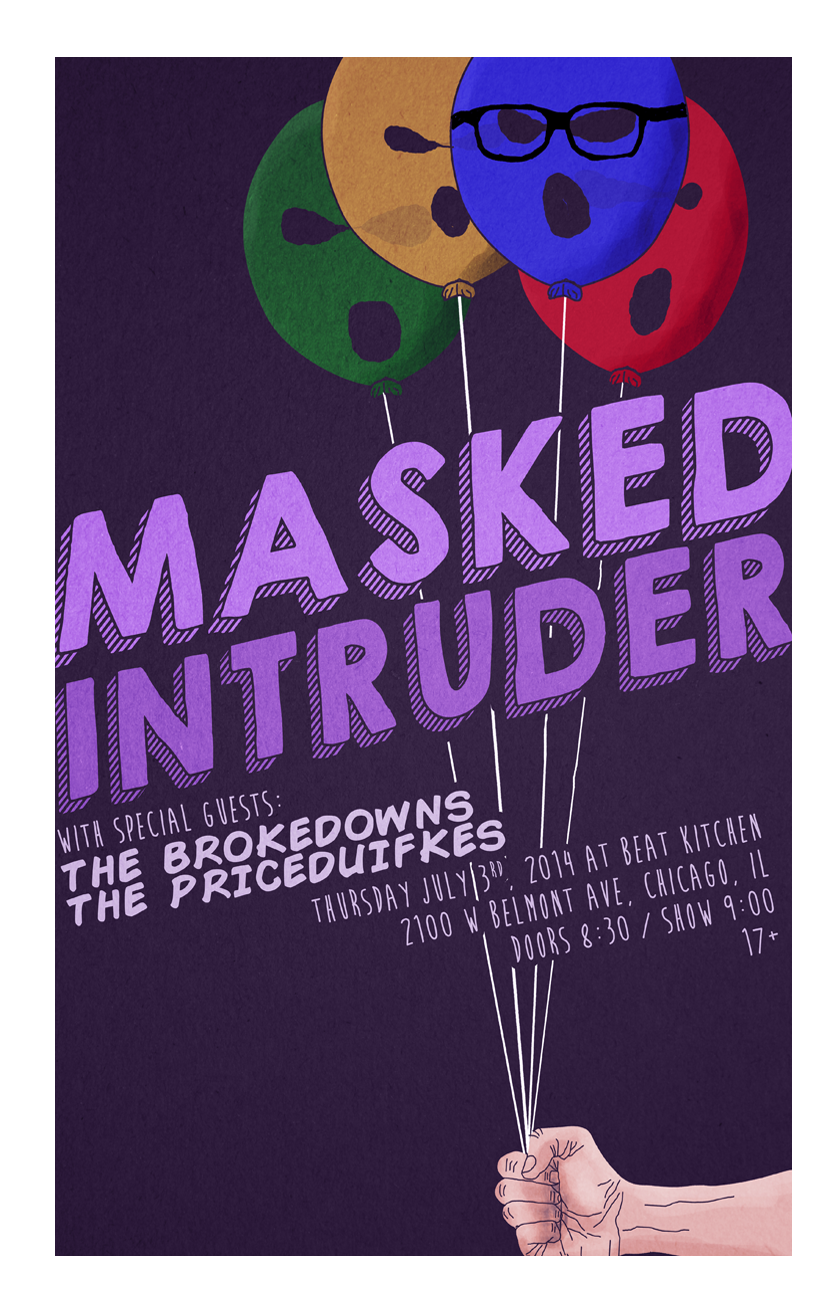 MASKED
INTRUDER
WITH SPECIAL GUESTS:
THE BROKEDOWNS
THE PRICEDUIFKES
THURSDAY JULY 3RD, 2014 AT BEAT KITCHEN
2100 W BELMONT AVE, CHICAGO, IL
DOORS 8:30 / SHOW 9:00
17+